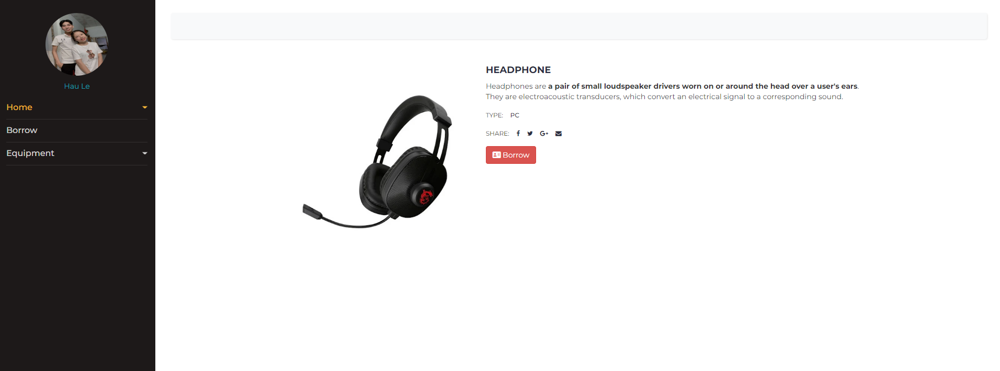 Hau Le
Home
Borrow
Equipment
HEADPHONE
Headphones are a pair of small loudspeaker drivers worn on or around the head over a user's ears.
They are electroacoustic transducers, which convert an electrical signal to a corresponding sound.
TYPE: PC
SHARE:
Borrow